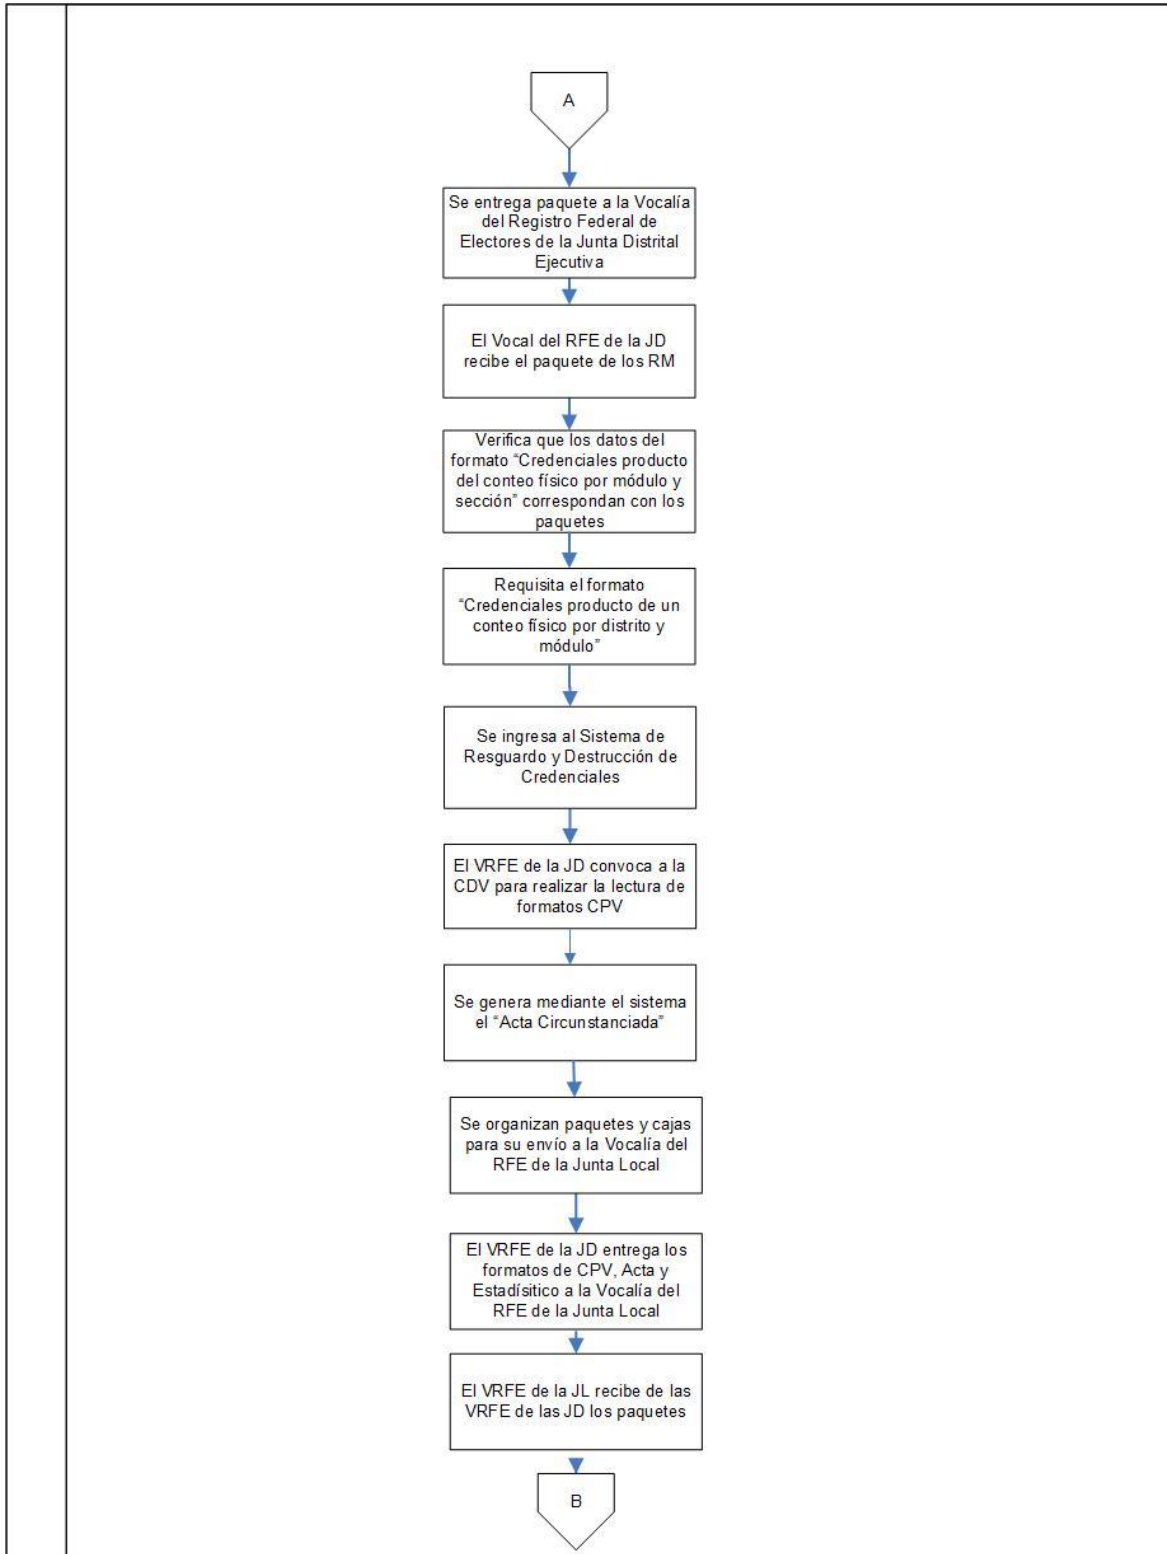 A
Se entrega paquete a la Vocalía
del Registro Federal de
Electores de la Junta Distrital
Ejecutiva
El Vocal del RFE de la JD
recibe el paquete de los RM
Verifica que los datos del
formato “Credenciales producto
del conteo físico por módulo y
sección” correspondan con los
paquetes
Requisita el formato
“Credenciales producto de un
conteo físico por distrito y
módulo”
Se ingresa al Sistema de
Resguardo y Destrucción de
Credenciales
El VRFE de la JD convoca a la
CDV para realizar la lectura de
formatos CPV
Se genera mediante el sistema
el “Acta Circunstanciada”
Se organizan paquetes y cajas
para su envío a la Vocalía del
RFE de la Junta Local
El VRFE de la JD entrega los
formatos de CPV, Acta y
Estadísitico a la Vocalía del
RFE de la Junta Local
El VRFE de la JL recibe de las
VRFE de las JD los paquetes
B